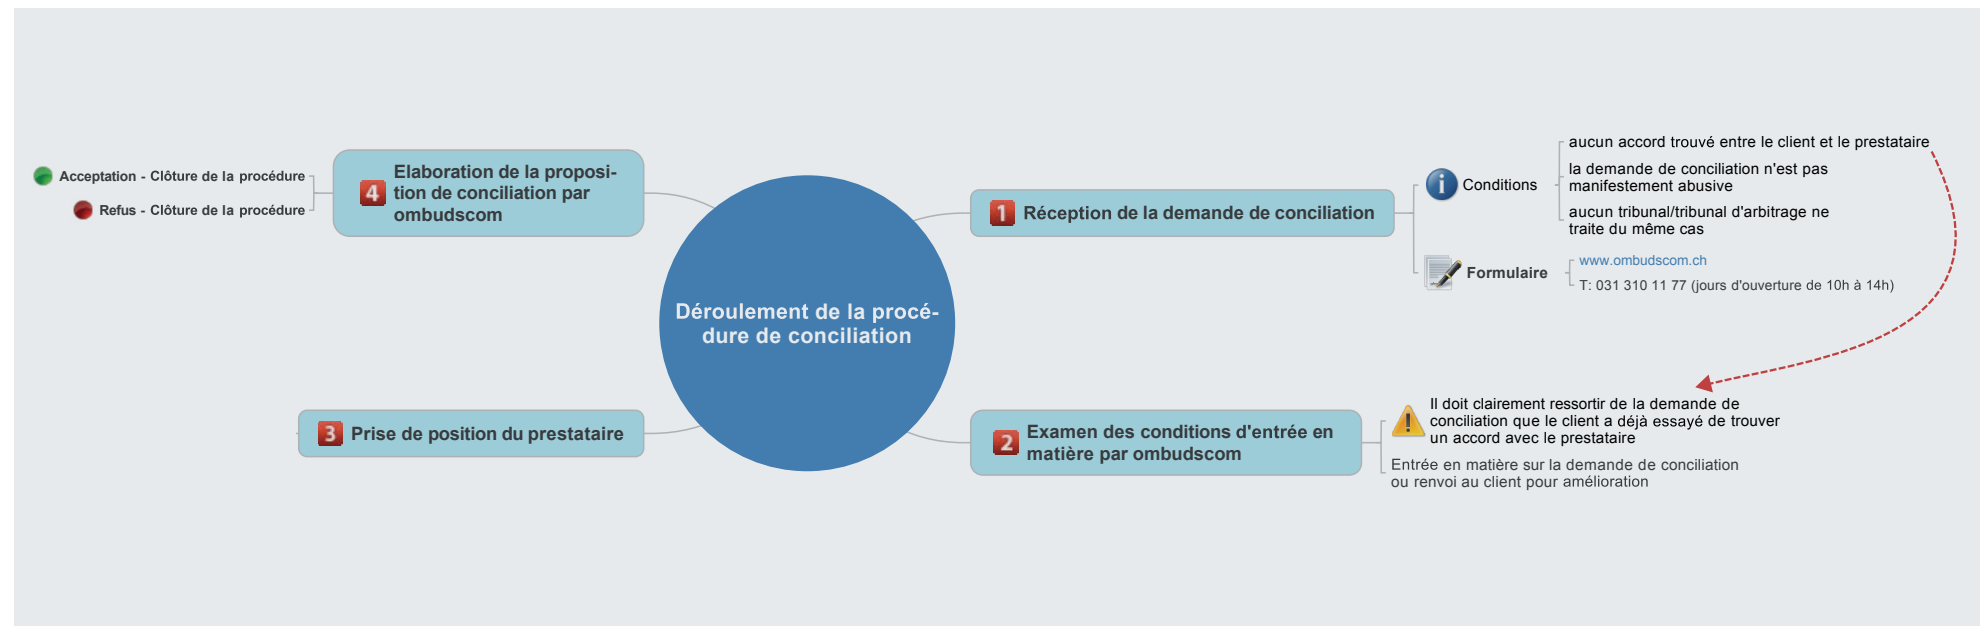 Déroulement de la procé-
dure de conciliation
1 Réception de la demande de conciliation
Conditions
aucun accord trouvé entre le client et le prestataire
la demande de conciliation n'est pas
manifestement abusive
aucun tribunal/tribunal d'arbitrage ne
traite du même cas
Formulaire
www.ombudscom.ch
T: 031 310 11 77 (jours d'ouverture de 10h à 14h)
2 Examen des conditions d'entrée en
matière par ombudscom
Il doit clairement ressortir de la demande de
conciliation que le client a déjà essayé de trouver
un accord avec le prestataire
Entrée en matière sur la demande de conciliation
ou renvoi au client pour amélioration
3 Prise de position du prestataire
4 Elaboration de la proposi-
tion de conciliation par
ombudscom
Acceptation - Clôture de la procédure
Refus - Clôture de la procédure